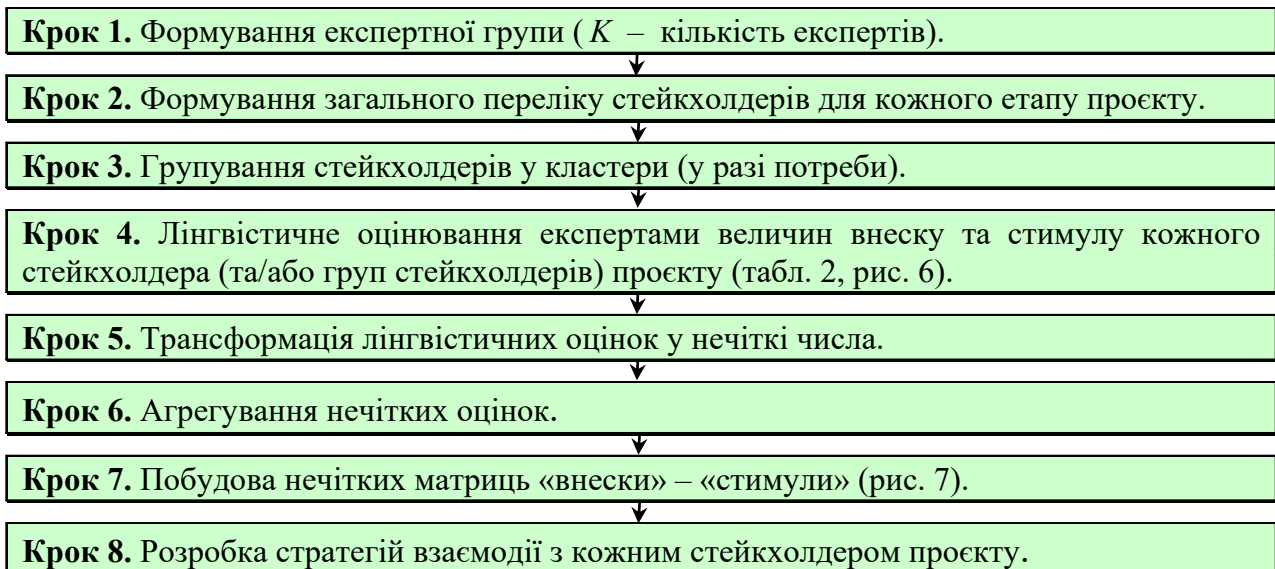 Крок 1. Формування експертної групи ( K – кількість експертів).
Крок 2. Формування загального переліку стейкхолдерів для кожного етапу проєкту.
Крок 3. Групування стейкхолдерів у кластери (у разі потреби).
Крок 4. Лінгвістичне оцінювання експертами величин внеску та стимулу кожного
стейкхолдера (та/або груп стейкхолдерів) проєкту (табл. 2, рис. 6).
Крок 5. Трансформація лінгвістичних оцінок у нечіткі числа.
Крок 6. Агрегування нечітких оцінок.
Крок 7. Побудова нечітких матриць «внески» – «стимули» (рис. 7).
Крок 8. Розробка стратегій взаємодії з кожним стейкхолдером проєкту.